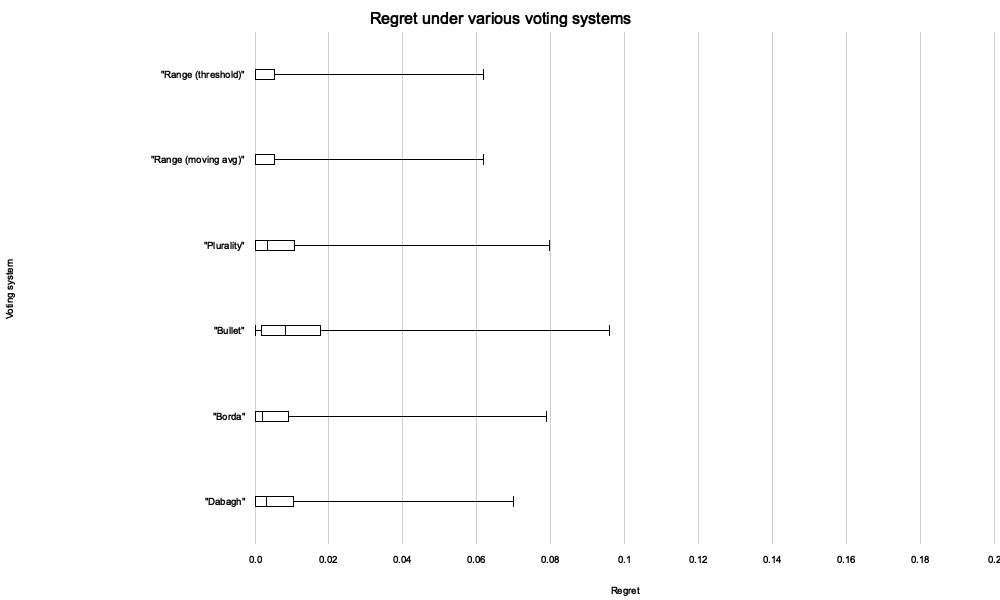 Regret under various voting systems
"Range (threshold)"
"Range (moving avg)"
"Plurality"
Voting system
"Bullet"
"Borda"
"Dabagh"
0.0 0.02 0.04 0.06 0.08 0.1 0.12 0.14 0.16 0.18 0.2
Regret